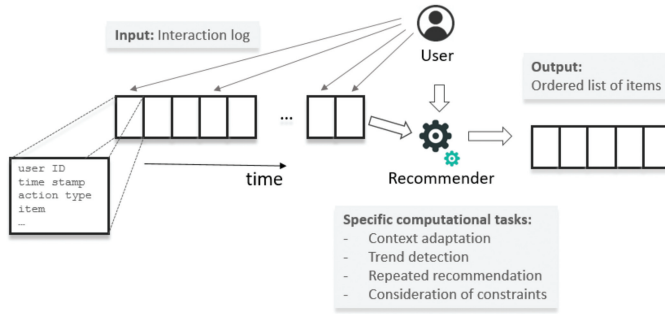 Input: Interaction log
User
Output:
Ordered list of items
...
user ID
time stamp
action type
item
…
time
Recommender
Specific computational tasks:
- Context adaptation
- Trend detection
- Repeated recommendation
- Consideration of constraints